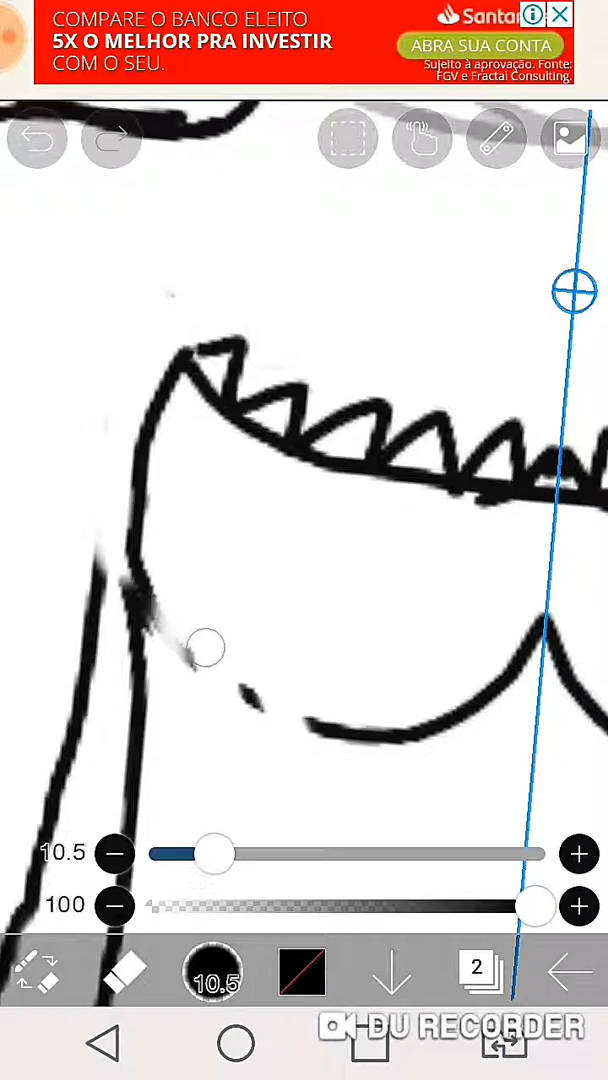 COMPARE O BANCO ELEITO
5X O MELHOR PRA INVESTIR
COM O SEU.
Santan
ABRA SUA CONTA
Sujeito à aprovação. Fonte:
FGV e Fractal Consulting.
10.5
100
10.5
2
DU RECORDER